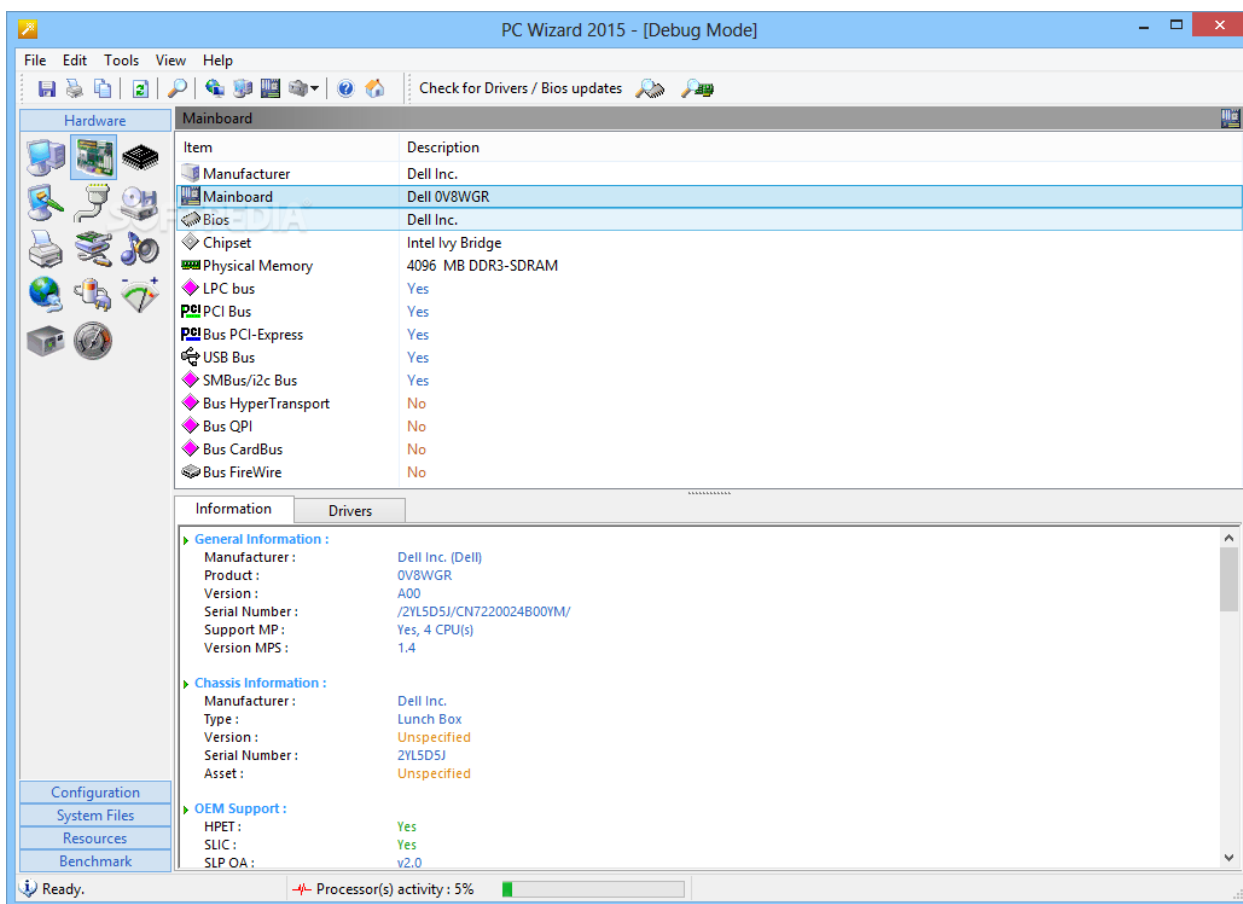 PC Wizard 2015 - [Debug Mode]
File Edit Tools View Help
Check for Drivers / Bios updates
Hardware
Mainboard
Item Description
Manufacturer Dell Inc.
Mainboard Dell 0V8WGR
Bios Dell Inc.
SOFTPEDIA
Chipset Intel Ivy Bridge
Physical Memory 4096 MB DDR3-SDRAM
LPC bus Yes
PCI PCI Bus Yes
PCI Bus PCI-Express Yes
USB Bus Yes
SMBus/i2c Bus Yes
Bus HyperTransport No
Bus QPI No
Bus CardBus No
Bus FireWire No
Information Drivers
General Information :
Manufacturer : Dell Inc. (Dell)
Product : 0V8WGR
Version : A00
Serial Number : /2YL5D5J/CN7220024B00YM/
Support MP : Yes, 4 CPU(s)
Version MPS : 1.4
Chassis Information :
Manufacturer : Dell Inc.
Type : Lunch Box
Version : Unspecified
Serial Number : 2YL5D5J
Asset : Unspecified
OEM Support :
HPET : Yes
SLIC : Yes
SLP OA : v2.0
Configuration
System Files
Resources
Benchmark
Ready.
Processor(s) activity : 5%